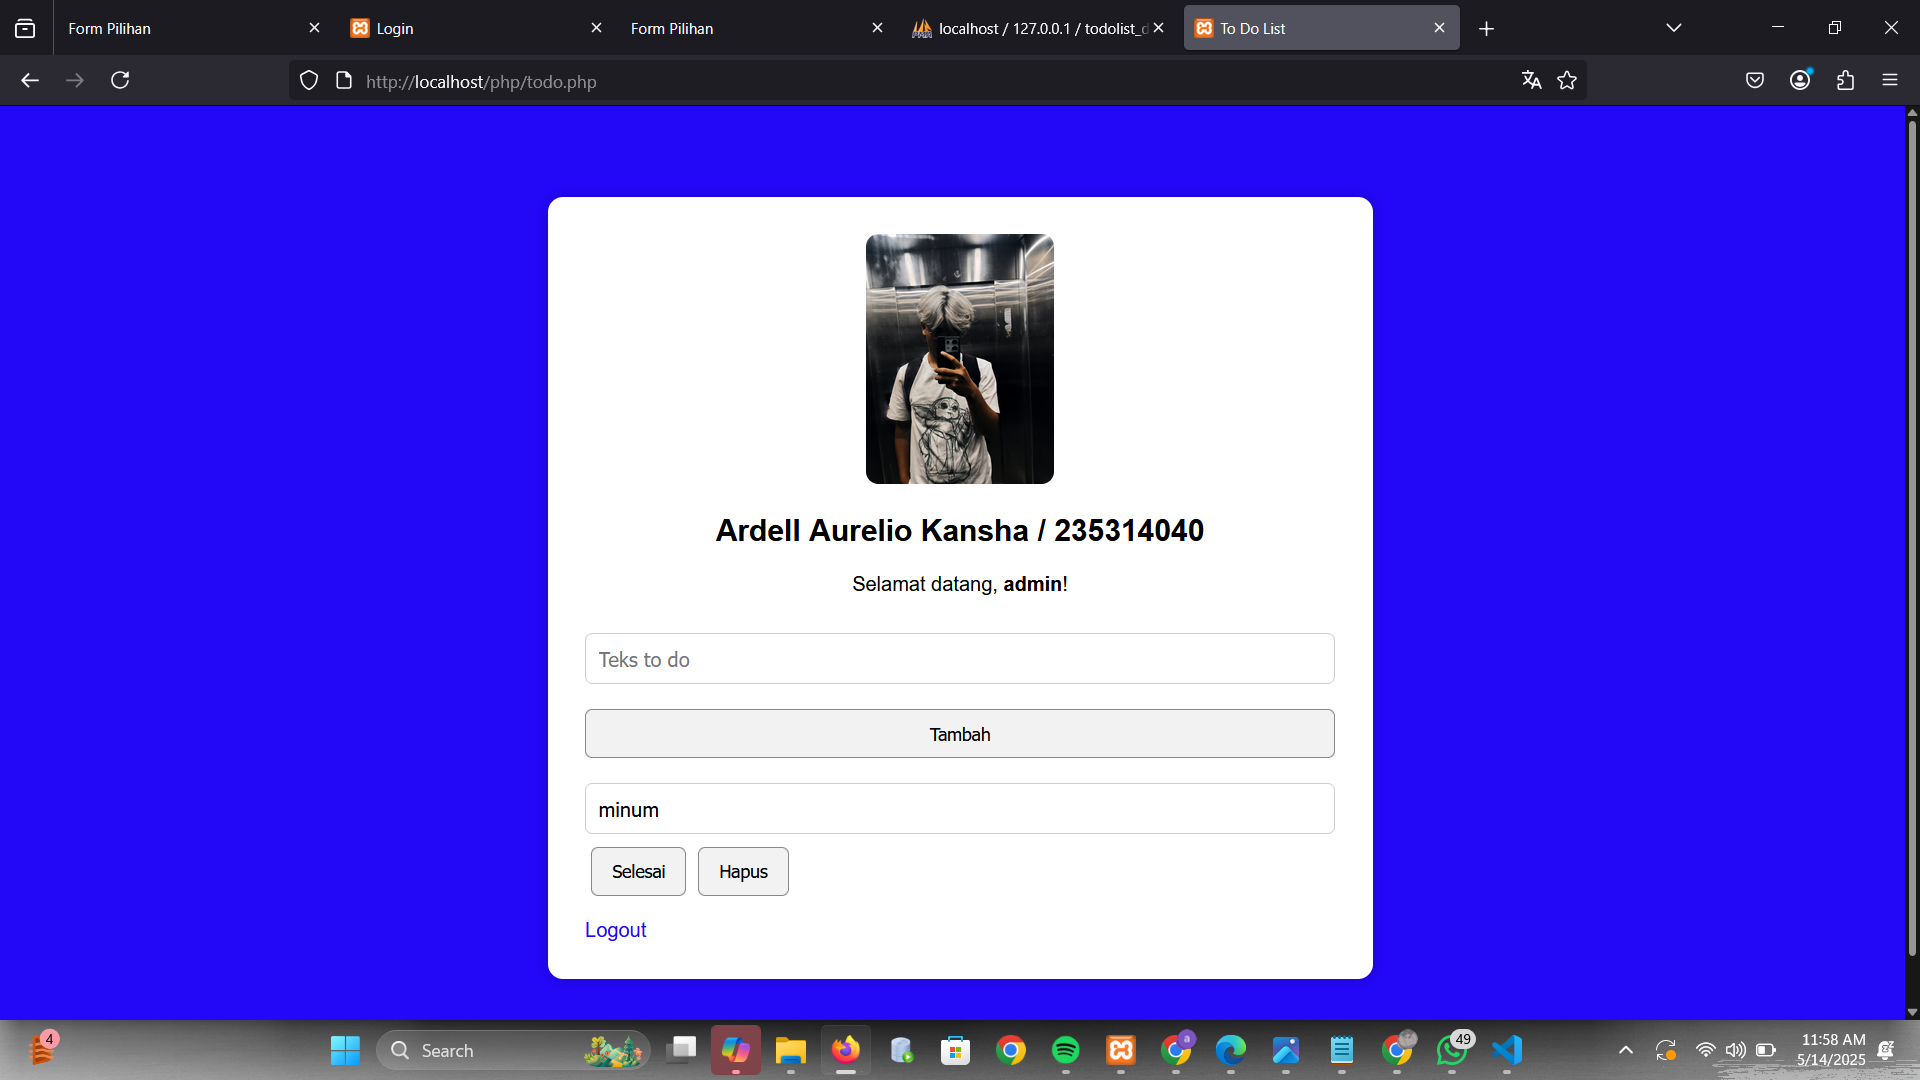 Form Pilihan
Login
Form Pilihan
localhost / 127.0.0.1 / todolist_d
To Do List
http://localhost/php/todo.php
Ardell Aurelio Kansha / 235314040
Selamat datang, admin!
Teks to do
Tambah
minum
Selesai
Hapus
Logout
4
Search
a
49
11:58 AM
5/14/2025